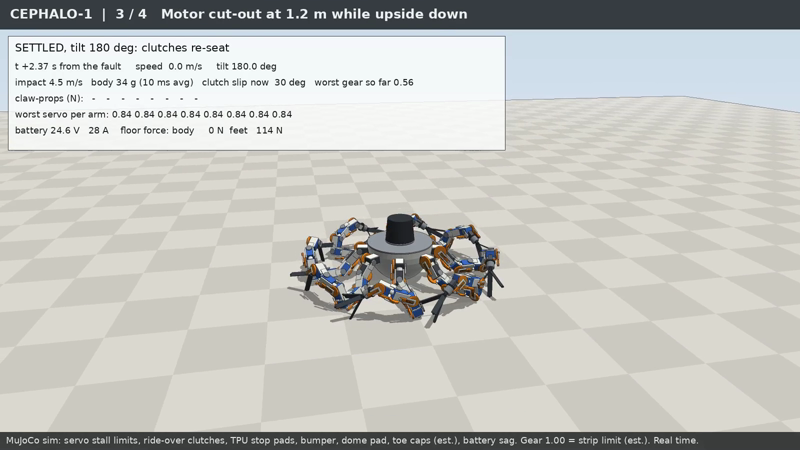 CEPHALO-1 | 3 / 4 Motor cut-out at 1.2 m while upside down
SETTLED, tilt 180 deg: clutches re-seat
t +2.37 s from the fault speed 0.0 m/s tilt 180.0 deg
impact 4.5 m/s body 34 g (10 ms avg) clutch slip now 30 deg worst gear so far 0.56
claw-props (N): - - - - - - - -
worst servo per arm: 0.84 0.84 0.84 0.84 0.84 0.84 0.84 0.84
battery 24.6 V 28 A floor force: body 0 N feet 114 N
MuJoCo sim: servo stall limits, ride-over clutches, TPU stop pads, bumper, dome pad, toe caps (est.), battery sag. Gear 1.00 = strip limit (est.). Real time.